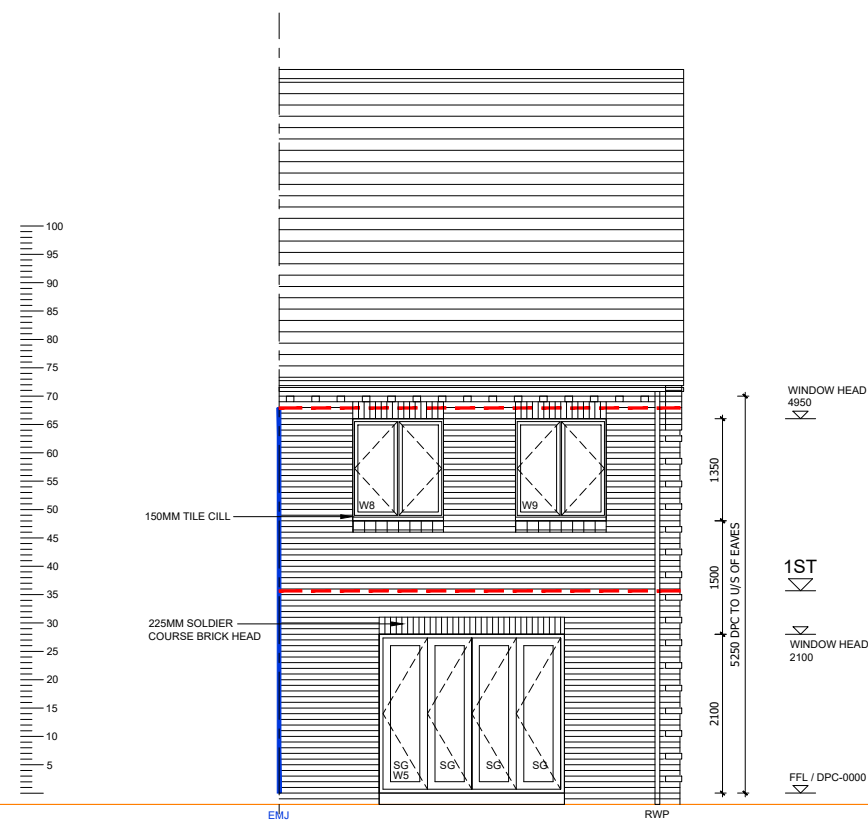 100
95
90
85
80
75
70
65
60
55
50
45
40
35
30
25
20
15
10
5
150MM TILE CILL
225MM SOLDIER
COURSE BRICK HEAD
W8
W9
SG
W5
SG
SG
SG
EMJ
RWP
1350
1500
2100
5250 DPC TO U/S OF EAVES
WINDOW HEAD
4950
1ST
WINDOW HEAD
2100
FFL / DPC-0000